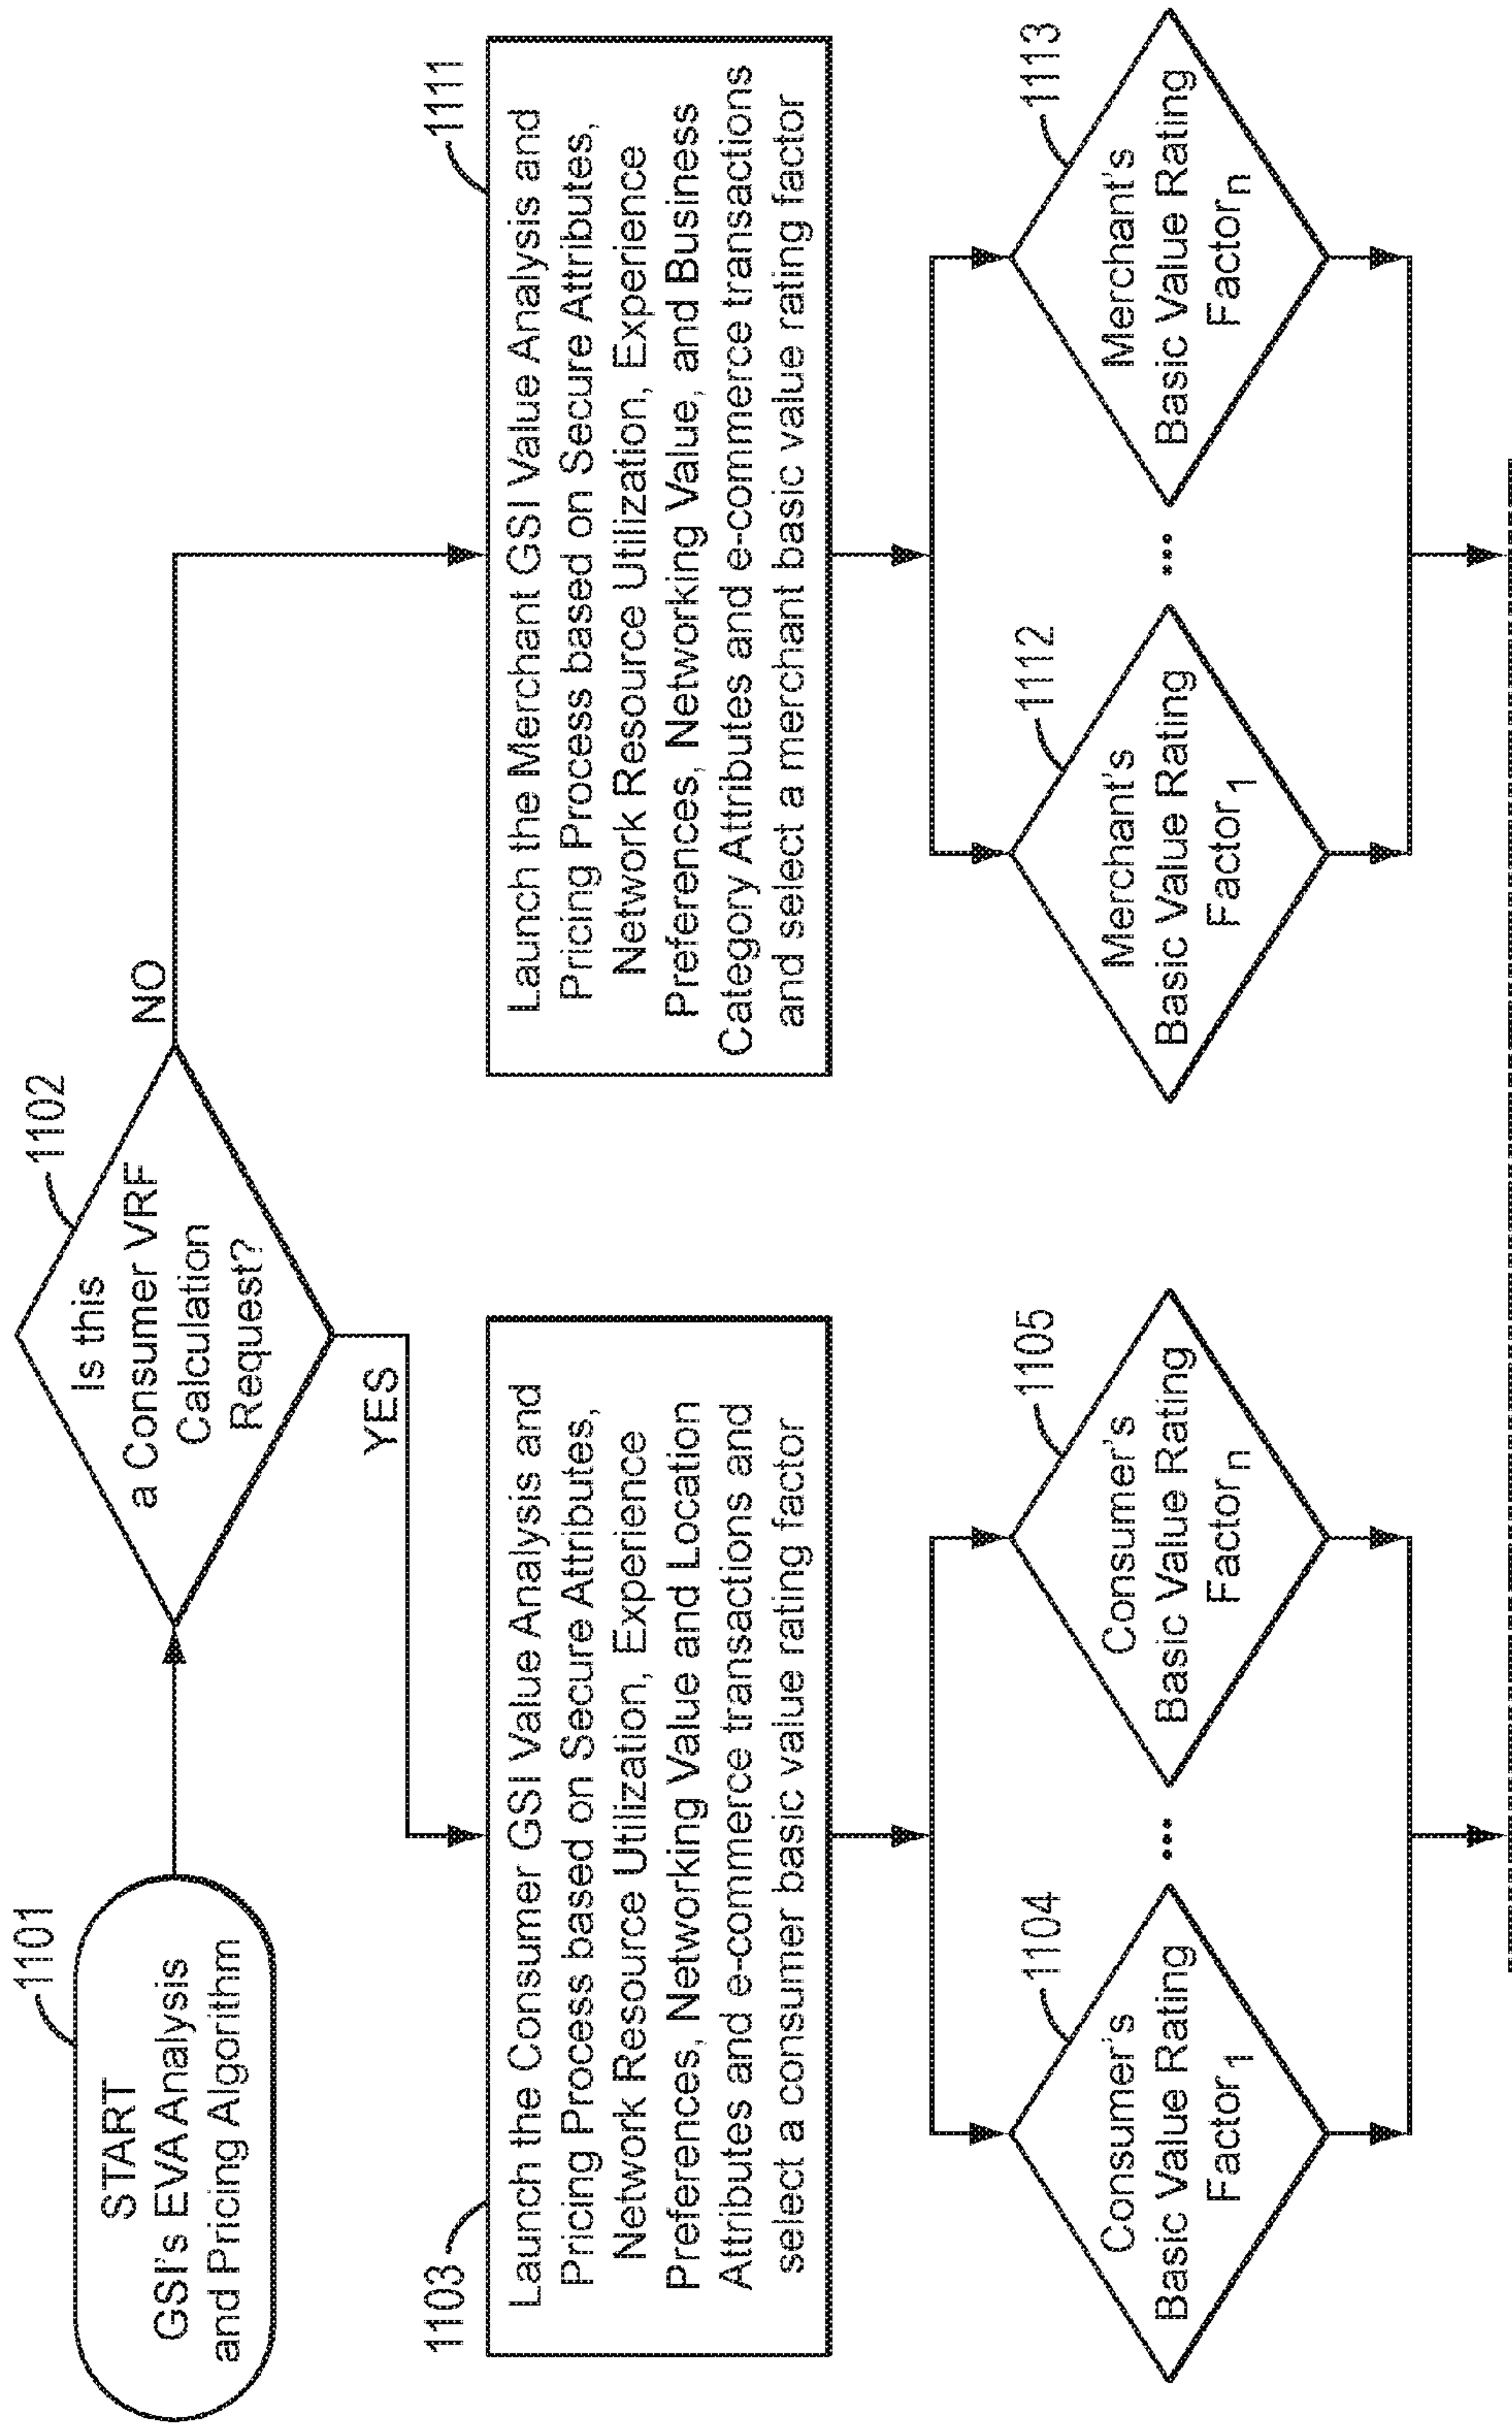 1101
START
GSI's EVA Analysis
and Pricing Algorithm
1102
Is this
a Consumer VRF
Calculation
Request?
NO
YES
1103
Launch the Consumer GSI Value Analysis and
Pricing Process based on Secure Attributes,
Network Resource Utilization, Experience
Preferences, Networking Value and Location
Attributes and e-commerce transactions and
select a consumer basic value rating factor
1111
Launch the Merchant GSI Value Analysis and
Pricing Process based on Secure Attributes,
Network Resource Utilization, Experience
Preferences, Networking Value, and Business
Category Attributes and e-commerce transactions
and select a merchant basic value rating factor
1104
Consumer's
Basic Value Rating
Factor1
...
1105
Consumer's
Basic Value Rating
Factorn
1112
Merchant's
Basic Value Rating
Factor1
...
1113
Merchant's
Basic Value Rating
Factorn